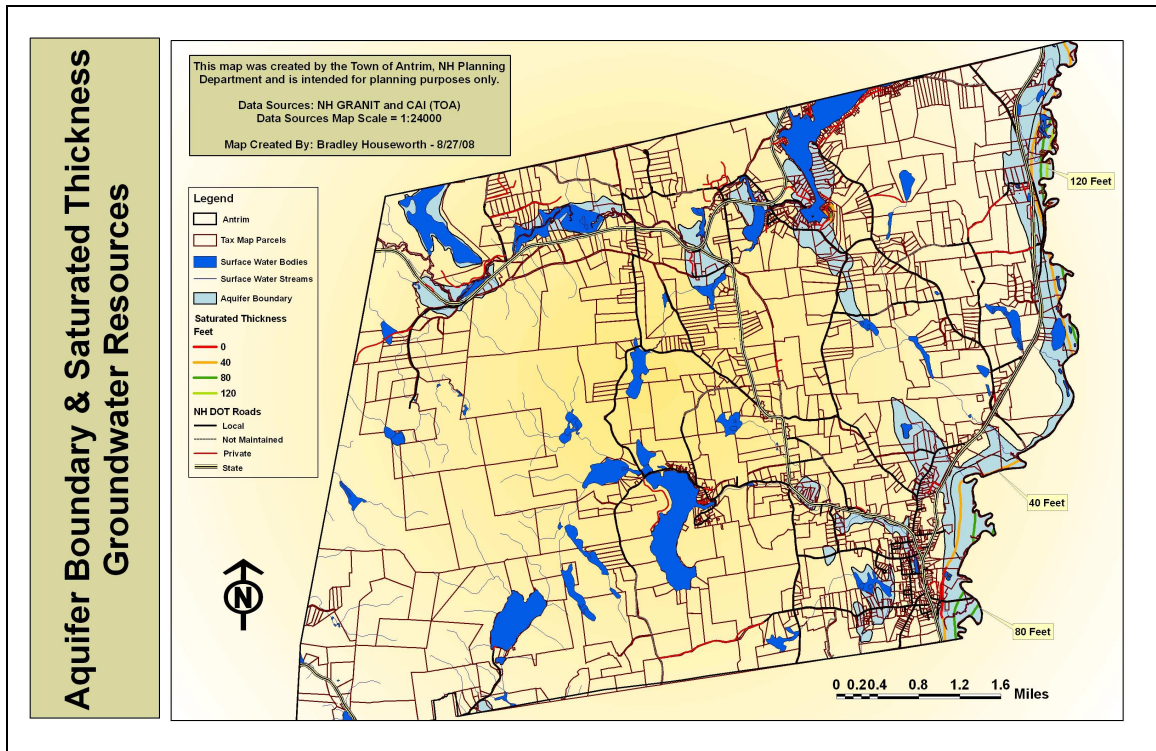 Aquifer Boundary & Saturated Thickness
Groundwater Resources
This map was created by the Town of Antrim, NH Planning
Department and is intended for planning purposes only.
Data Sources: NH GRANIT and CAI (TOA)
Data Sources Map Scale = 1:24000
Map Created By: Bradley Houseworth - 8/27/08
Legend
Antrim
Tax Map Parcels
Surface Water Bodies
Surface Water Streams
Aquifer Boundary
Saturated Thickness
Feet
0
40
80
120
NH DOT Roads
Local
Not Maintained
Private
State
N
120 Feet
40 Feet
80 Feet
0 0.20.4 0.8 1.2 1.6
Miles